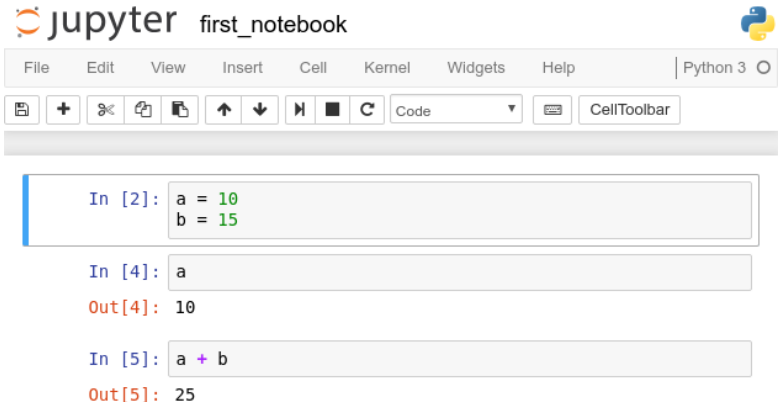 jupyter first_notebook
File Edit View Insert Cell Kernel Widgets Help Python 3
Code CellToolbar
In [2]: a = 10
b = 15
In [4]: a
Out[4]: 10
In [5]: a + b
Out[5]: 25